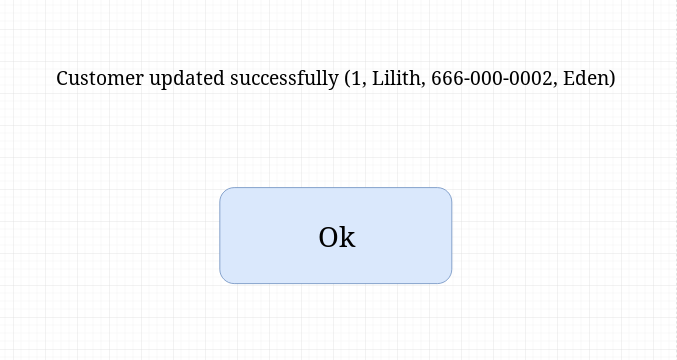 Customer updated successfully (1, Lilith, 666-000-0002, Eden)
Ok